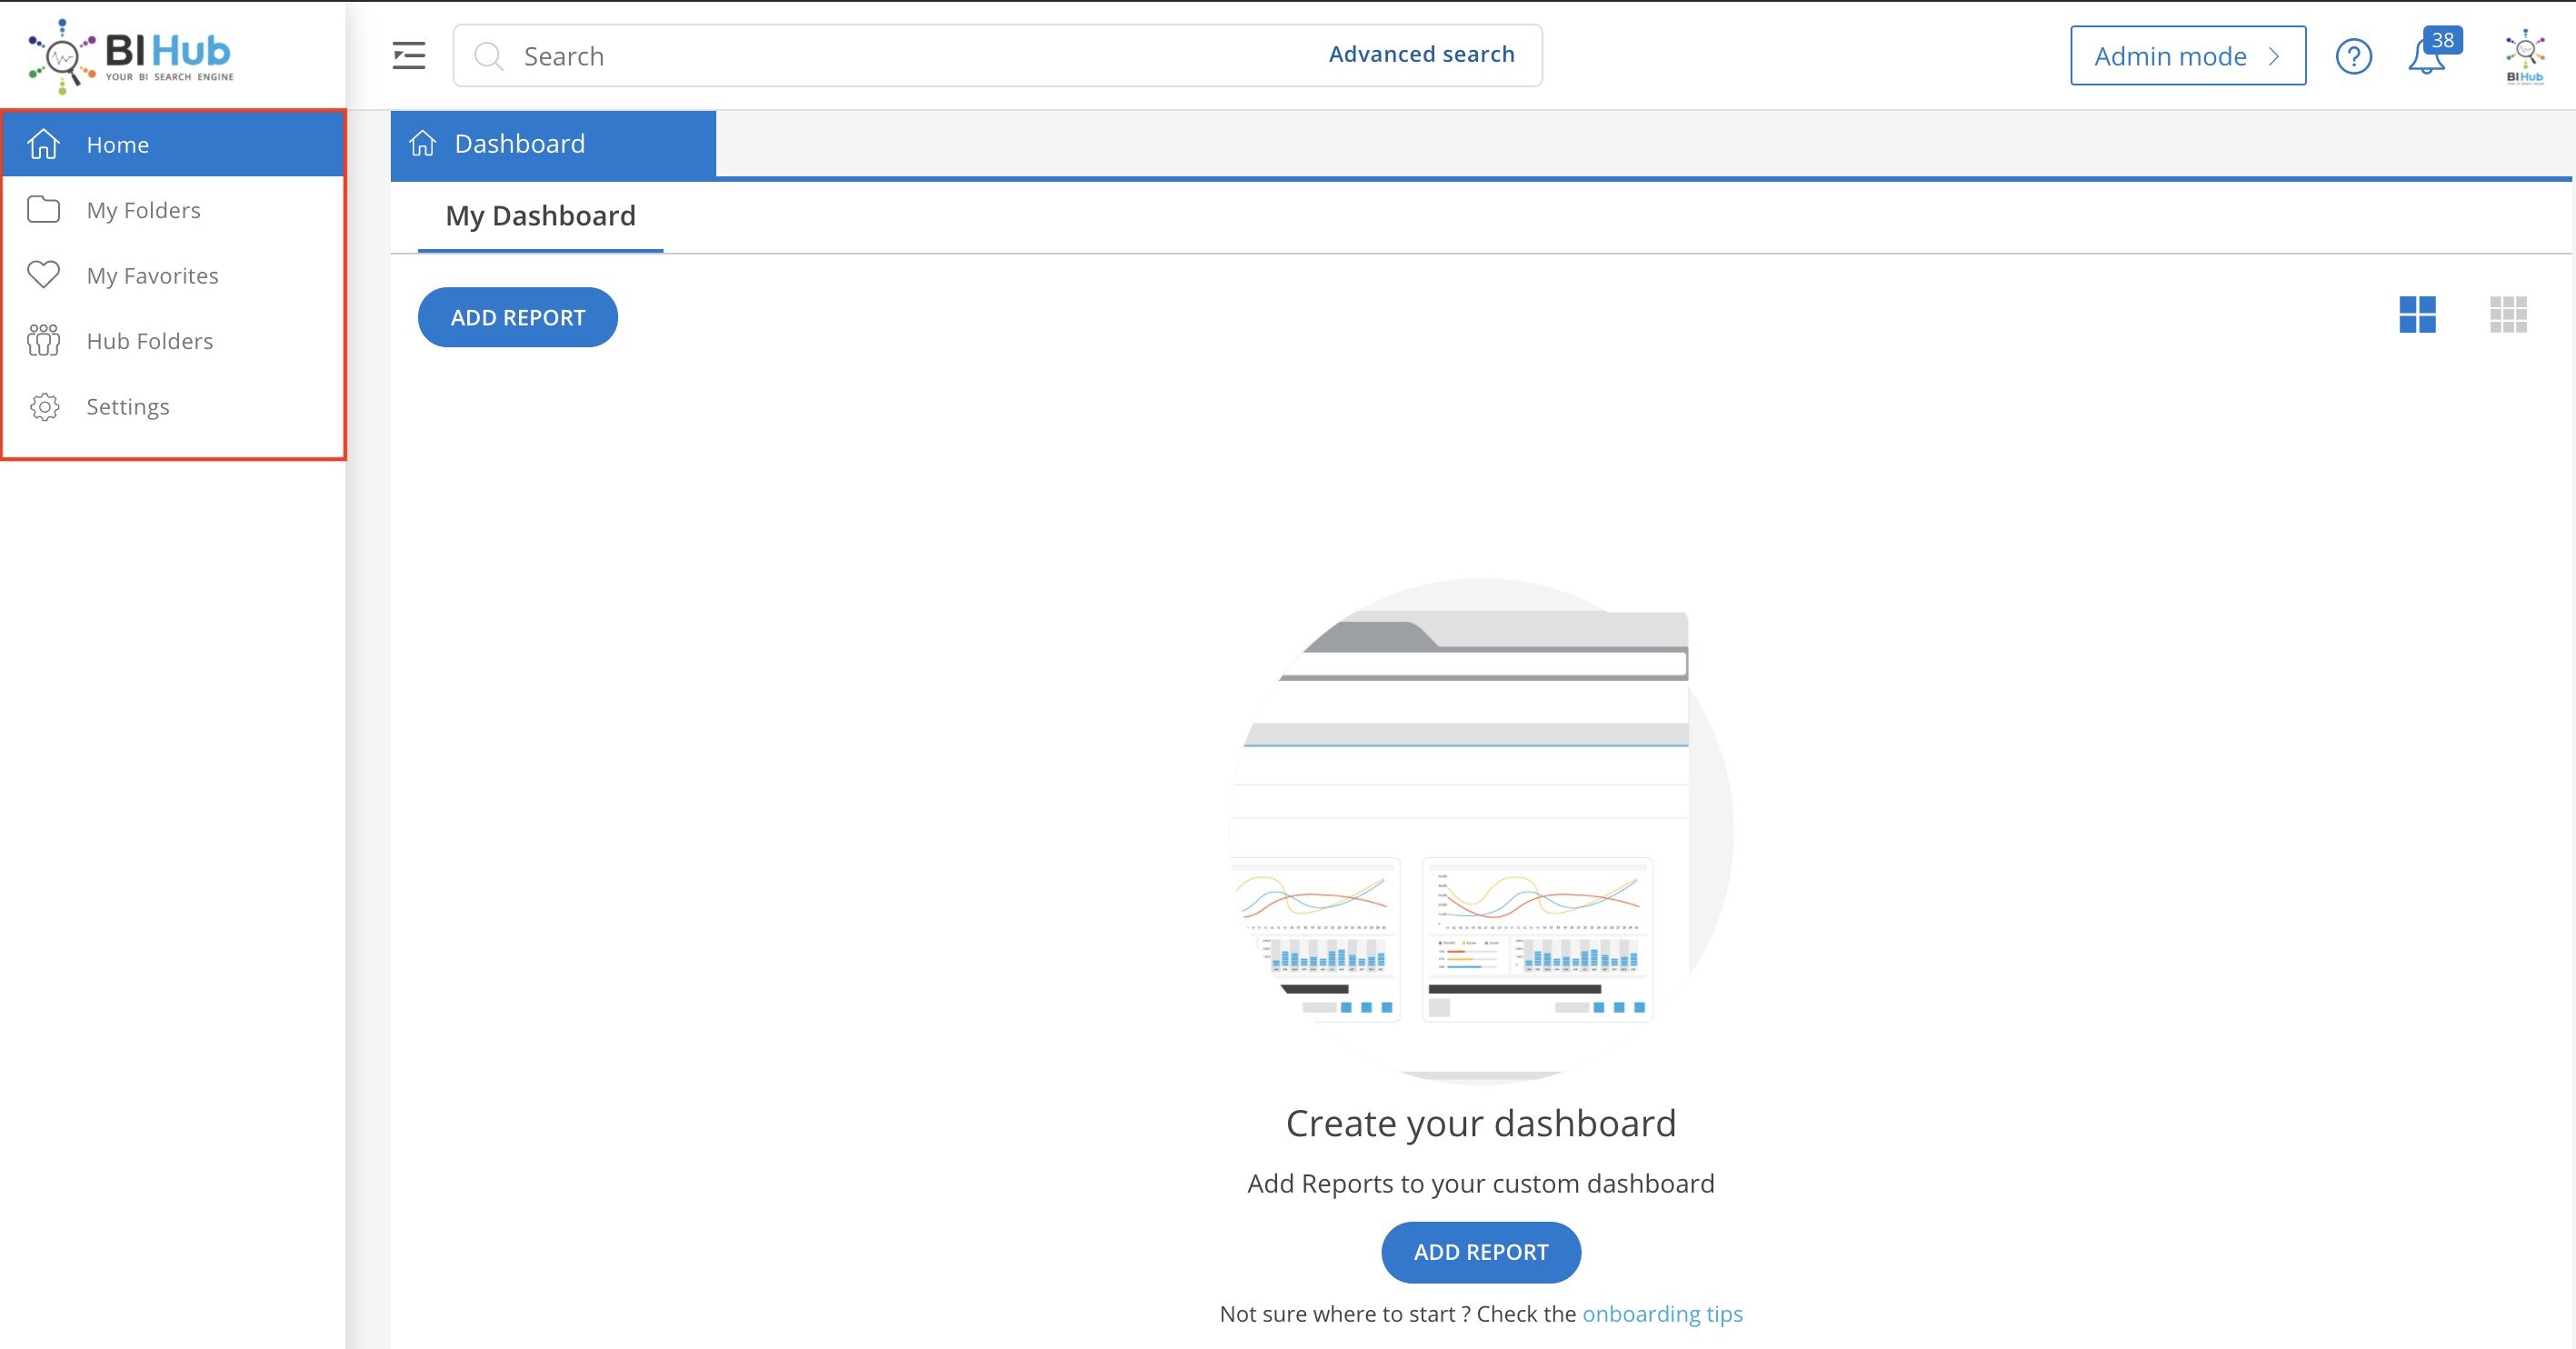 BI Hub
YOUR BI SEARCH ENGINE
Search
Advanced search
Admin mode
38
BI Hub
Home
My Folders
My Favorites
Hub Folders
Settings
Dashboard
My Dashboard
ADD REPORT
Create your dashboard
Add Reports to your custom dashboard
ADD REPORT
Not sure where to start ? Check the onboarding tips